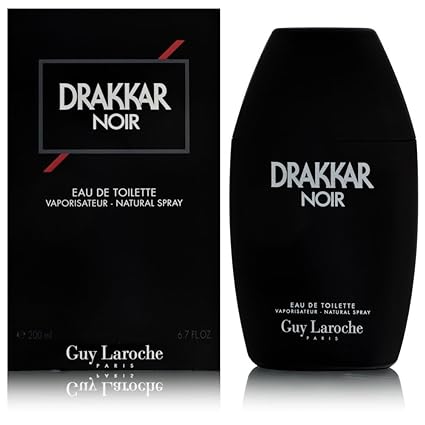 DRAKKAR
NOIR
EAU DE TOILETTE
VAPORISATEUR - NATURAL SPRAY
℮ 200 ml 6.7 FL.OZ.
Guy Laroche
PARIS
DRAKKAR
NOIR
EAU DE TOILETTE
VAPORISATEUR - NATURAL SPRAY
Guy Laroche
PARIS